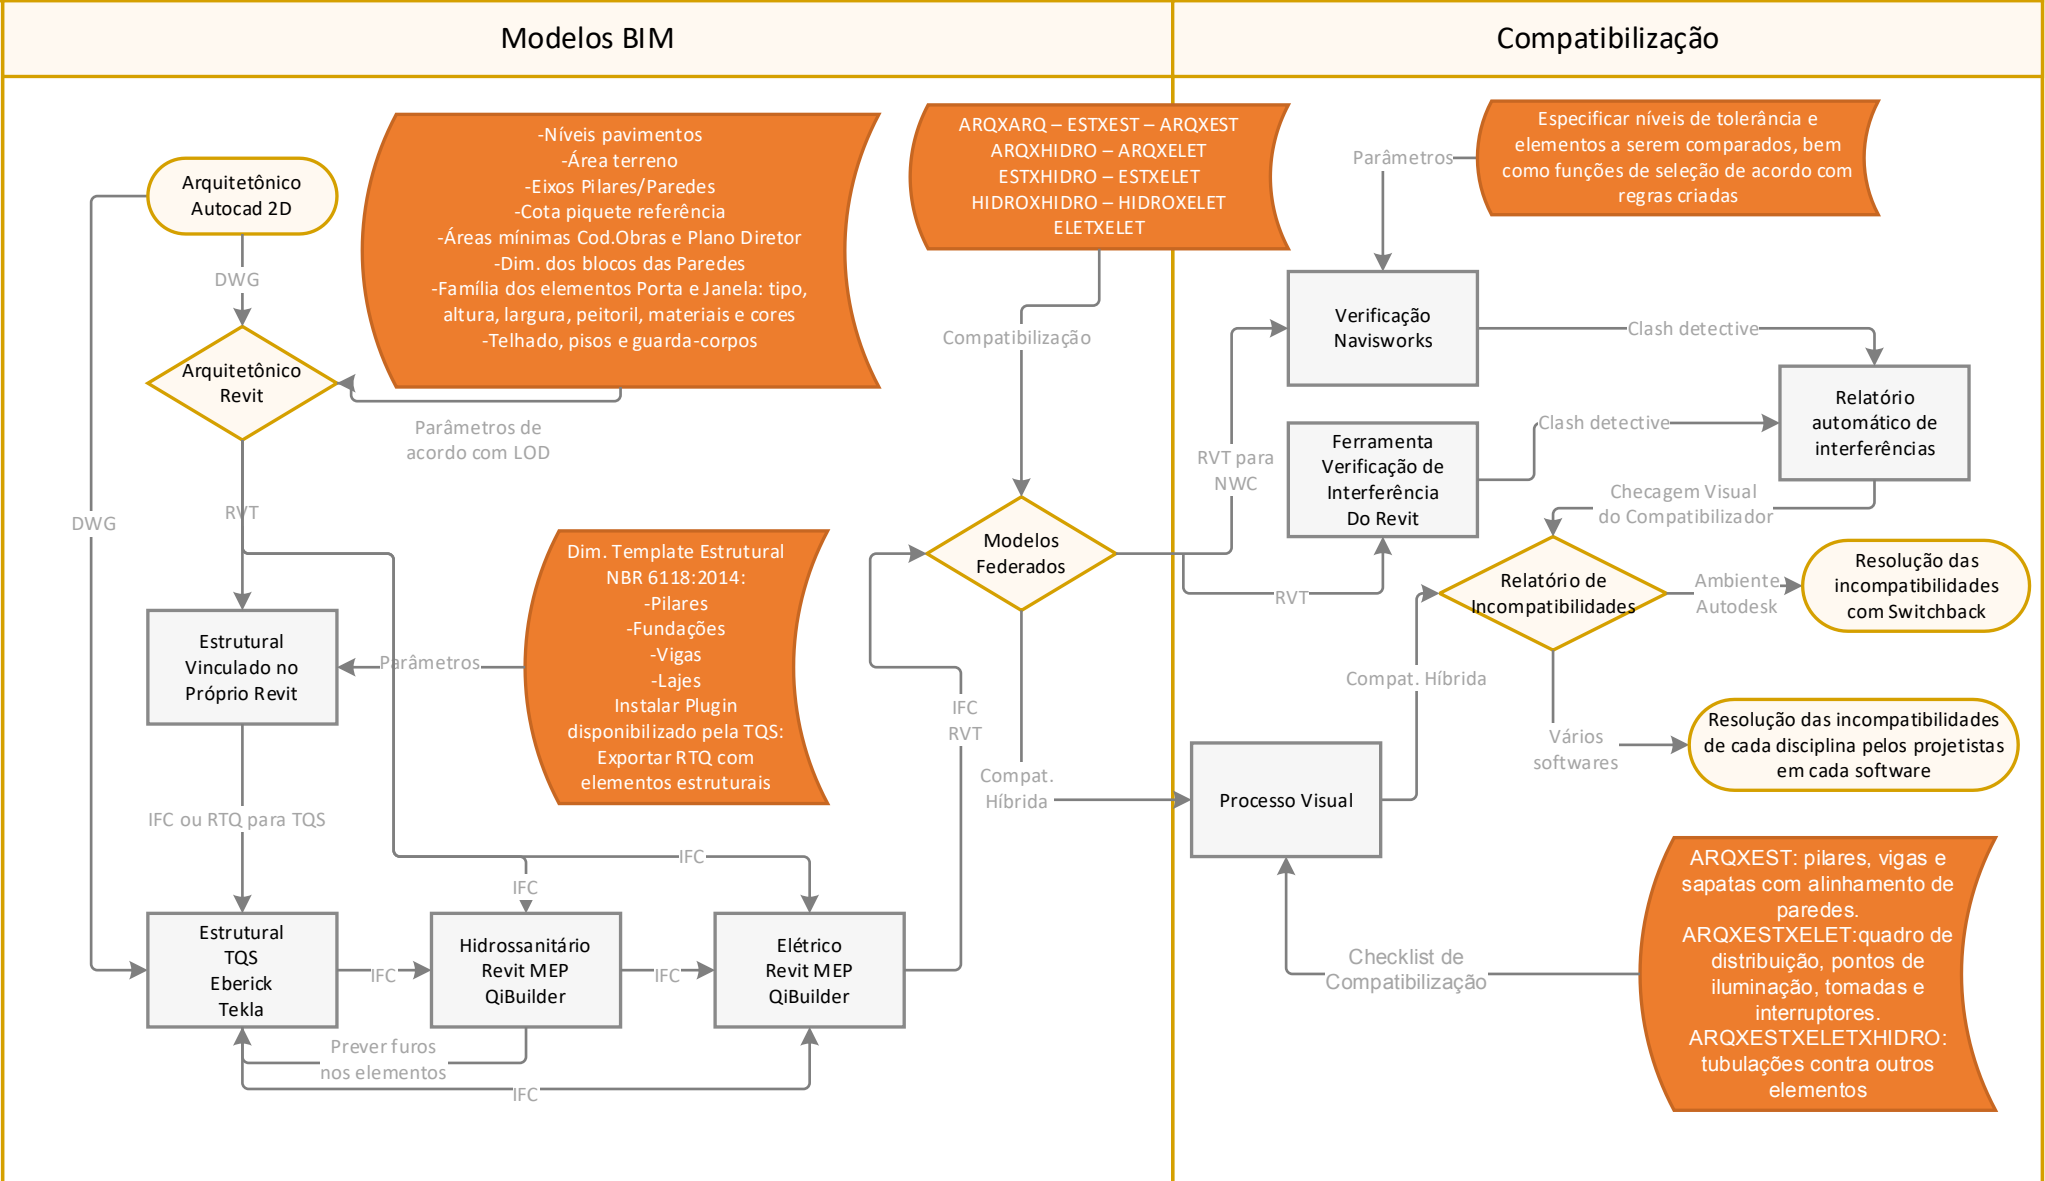 Modelos BIM
Compatibilização
Arquitetônico
Autocad 2D
DWG
Arquitetônico
Revit
-Níveis pavimentos
-Área terreno
-Eixos Pilares/Paredes
-Cota piquete referência
-Áreas mínimas Cod.Obras e Plano Diretor
-Dim. dos blocos das Paredes
-Família dos elementos Porta e Janela: tipo,
altura, largura, peitoril, materiais e cores
-Telhado, pisos e guarda-corpos
Parâmetros de
acordo com LOD
DWG
RVT
Estrutural
Vinculado no
Próprio Revit
Parâmetros
Dim. Template Estrutural
NBR 6118:2014:
-Pilares
-Fundações
-Vigas
-Lajes
Instalar Plugin
disponibilizado pela TQS:
Exportar RTQ com
elementos estruturais
IFC ou RTQ para TQS
IFC
IFC
Estrutural
TQS
Eberick
Tekla
IFC
Hidrossanitário
Revit MEP
QiBuilder
IFC
Elétrico
Revit MEP
QiBuilder
Prever furos
nos elementos
IFC
IFC
RVT
ARQXARQ – ESTXEST – ARQXEST
ARQXHIDRO – ARQXELET
ESTXHIDRO – ESTXELET
HIDROXHIDRO – HIDROXELET
ELETXELET
Compatibilização
Modelos
Federados
Compat.
Híbrida
RVT para
NWC
RVT
Parâmetros
Especificar níveis de tolerância e
elementos a serem comparados, bem
como funções de seleção de acordo com
regras criadas
Verificação
Navisworks
Clash detective
Ferramenta
Verificação de
Interferência
Do Revit
Clash detective
Relatório
automático de
interferências
Checagem Visual
do Compatibilizador
Relatório de
Incompatibilidades
Ambiente
Autodesk
Resolução das
incompatibilidades
com Switchback
Compat. Híbrida
Vários
softwares
Resolução das incompatibilidades
de cada disciplina pelos projetistas
em cada software
Processo Visual
Checklist de
Compatibilização
ARQXEST: pilares, vigas e
sapatas com alinhamento de
paredes.
ARQXESTXELET:quadro de
distribuição, pontos de
iluminação, tomadas e
interruptores.
ARQXESTXELETXHIDRO:
tubulações contra outros
elementos